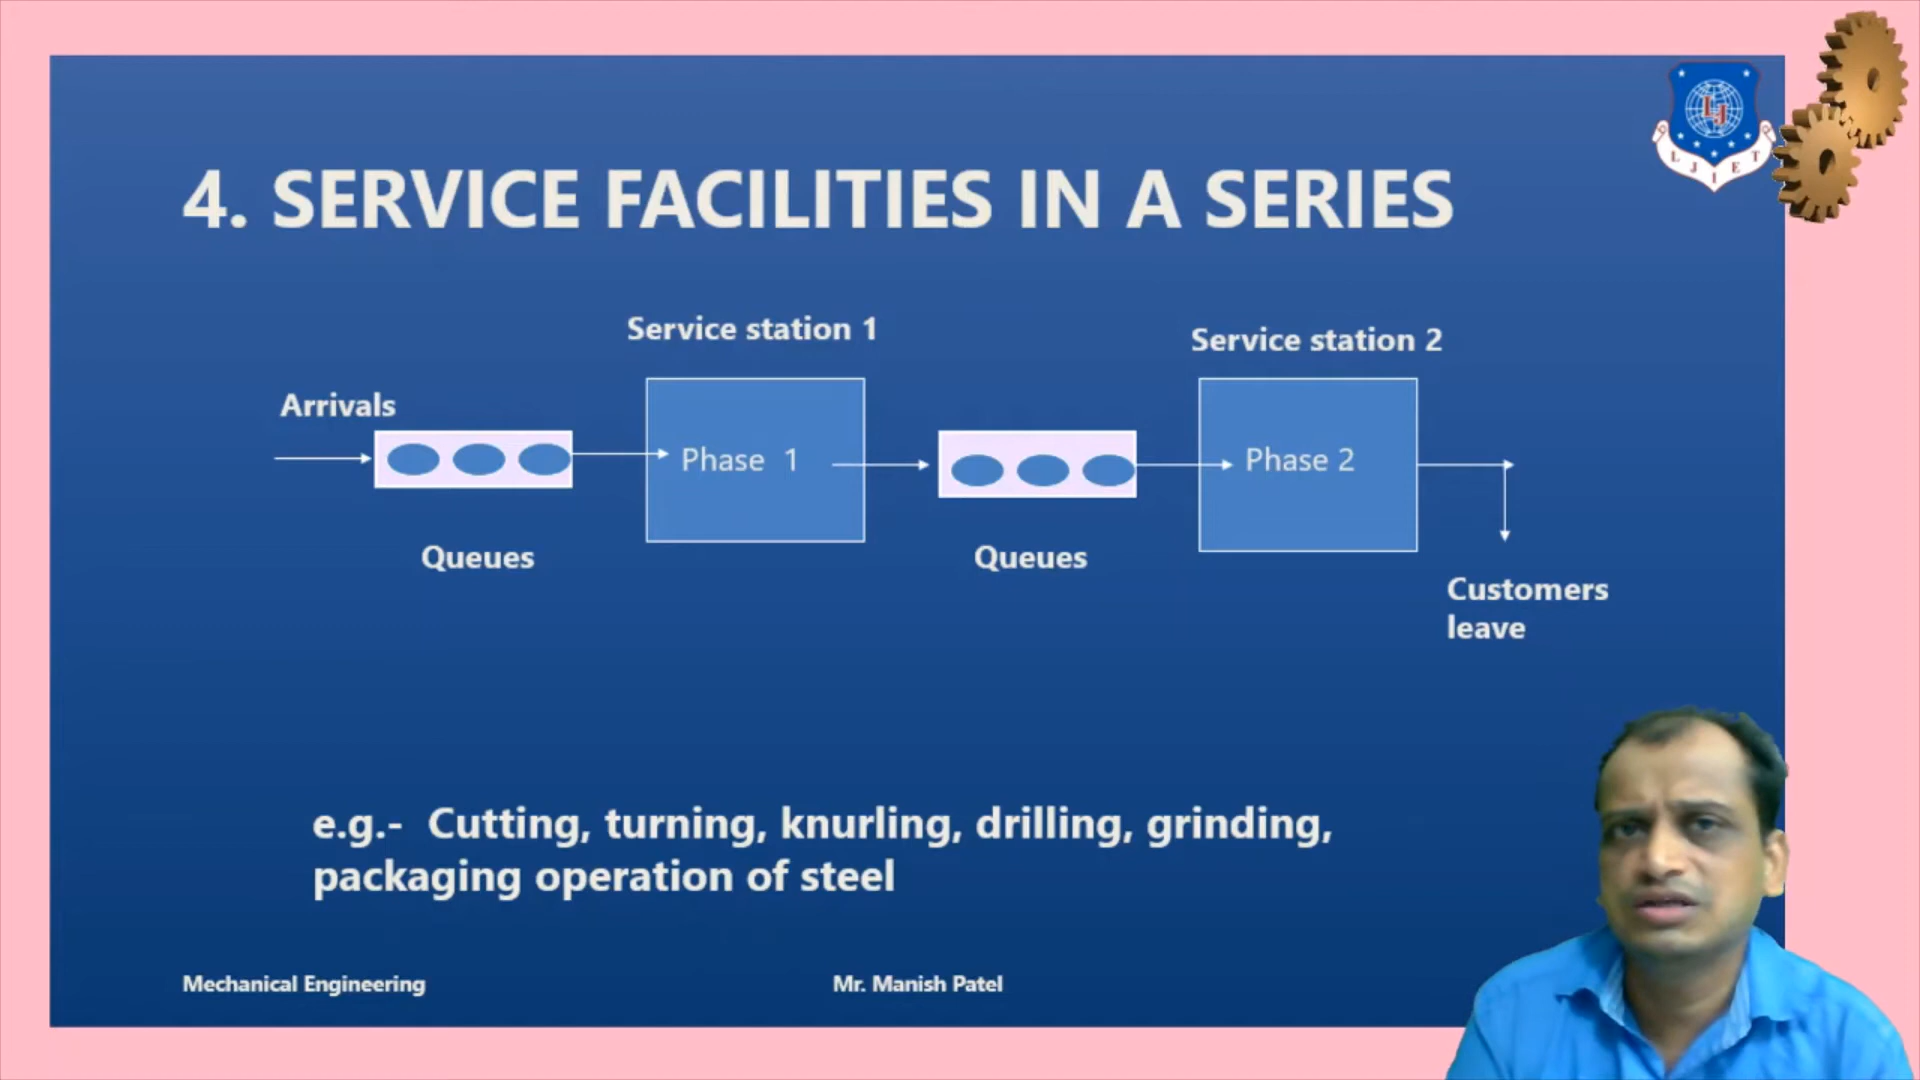 4. SERVICE FACILITIES IN A SERIES
Service station 1
Service station 2
Arrivals
Phase 1
Phase 2
Queues
Queues
Customers
leave
e.g.- Cutting, turning, knurling, drilling, grinding,
packaging operation of steel
Mechanical Engineering
Mr. Manish Patel
LJ
L J I E T